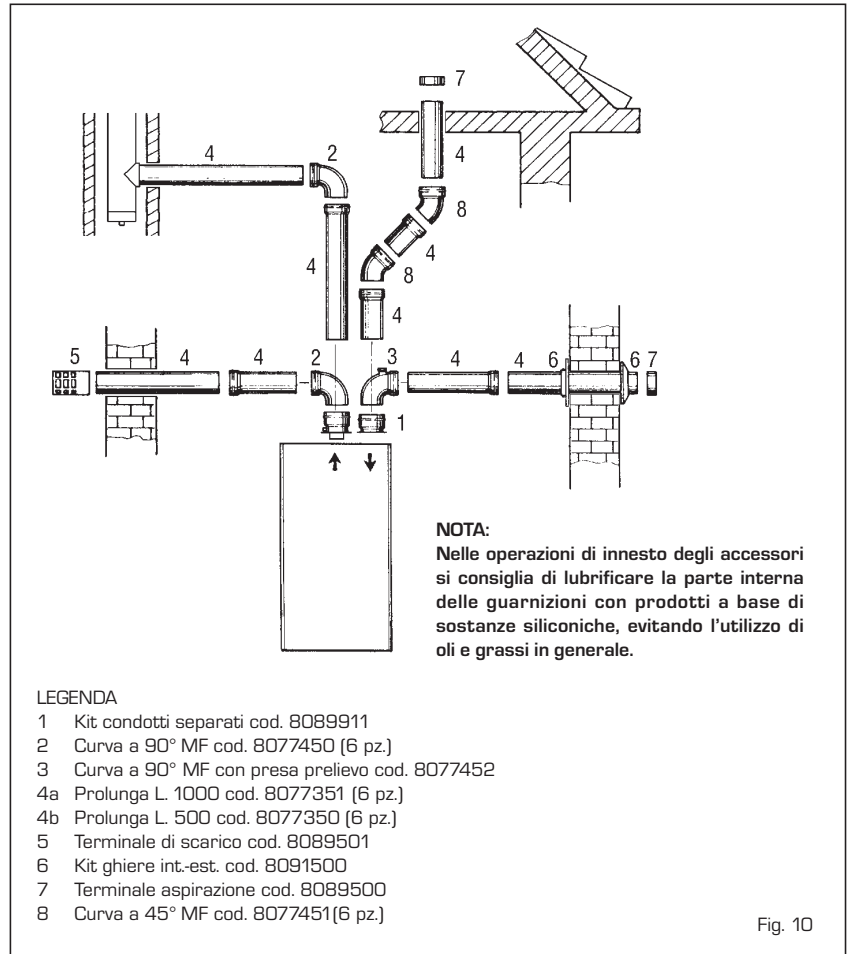 7
4
2
4
8
4
4
8
4
5
4
4
2
3
4
4
6
6
7
1
NOTA:
Nelle operazioni di innesto degli accessori
si consiglia di lubrificare la parte interna
delle guarnizioni con prodotti a base di
sostanze siliconiche, evitando l'utilizzo di
oli e grassi in generale.
LEGENDA
1 Kit condotti separati cod. 8089911
2 Curva a 90° MF cod. 8077450 (6 pz.)
3 Curva a 90° MF con presa prelievo cod. 8077452
4a Prolunga L. 1000 cod. 8077351 (6 pz.)
4b Prolunga L. 500 cod. 8077350 (6 pz.)
5 Terminale di scarico cod. 8089501
6 Kit ghiere int.-est. cod. 8091500
7 Terminale aspirazione cod. 8089500
8 Curva a 45° MF cod. 8077451(6 pz.)
Fig. 10